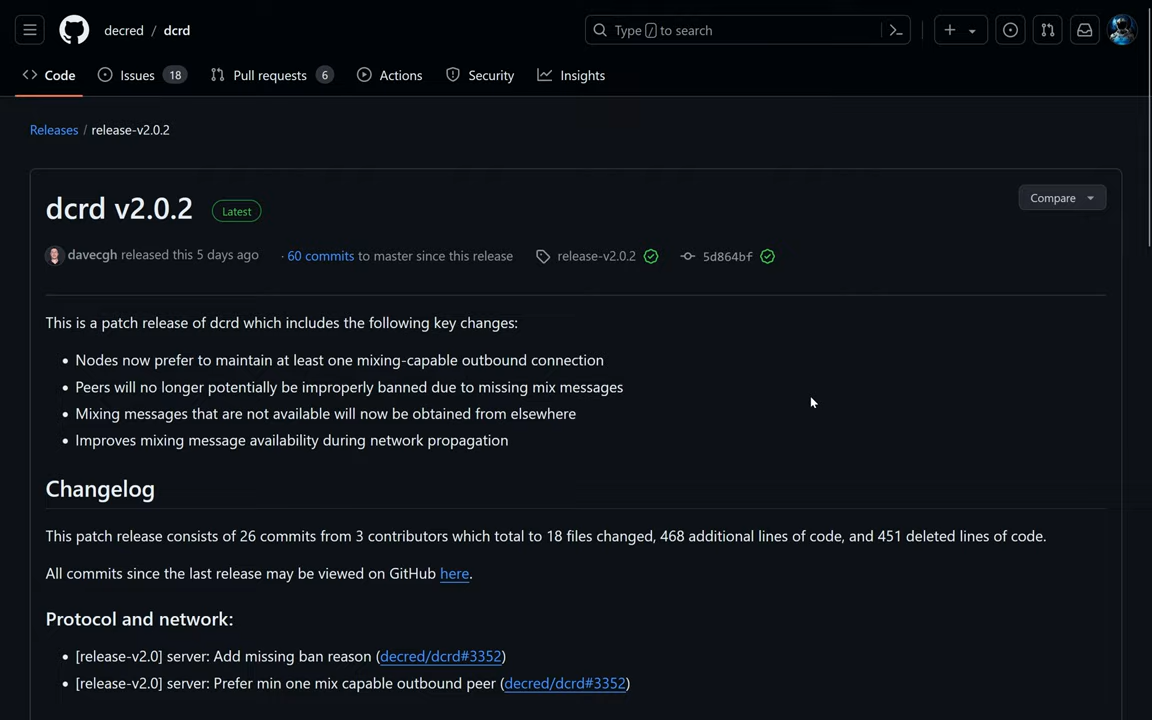 decred / dcrd
Type / to search
Code
Issues 18
Pull requests 6
Actions
Security
Insights
Releases / release-v2.0.2
dcrd v2.0.2 Latest
Compare
davecgh released this 5 days ago · 60 commits to master since this release release-v2.0.2 5d864bf
This is a patch release of dcrd which includes the following key changes:
• Nodes now prefer to maintain at least one mixing-capable outbound connection
• Peers will no longer potentially be improperly banned due to missing mix messages
• Mixing messages that are not available will now be obtained from elsewhere
• Improves mixing message availability during network propagation
Changelog
This patch release consists of 26 commits from 3 contributors which total to 18 files changed, 468 additional lines of code, and 451 deleted lines of code.
All commits since the last release may be viewed on GitHub here.
Protocol and network:
• [release-v2.0] server: Add missing ban reason (decred/dcrd#3352)
• [release-v2.0] server: Prefer min one mix capable outbound peer (decred/dcrd#3352)